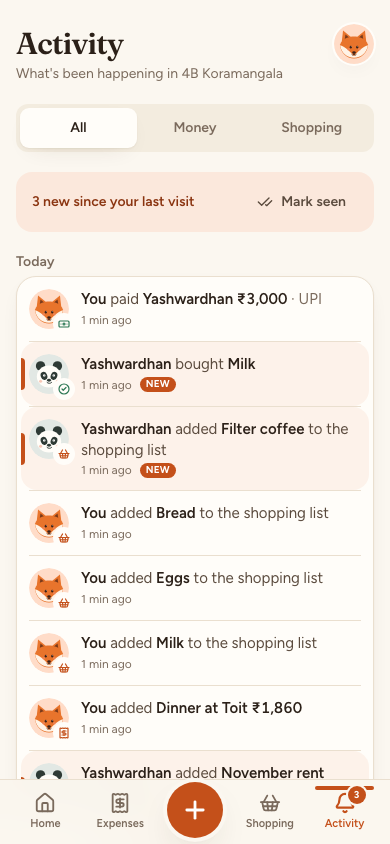 Activity
What's been happening in 4B Koramangala
All
Money
Shopping
3 new since your last visit
Mark seen
Today
You paid Yashwardhan ₹3,000 · UPI
1 min ago
Yashwardhan bought Milk
1 min ago NEW
Yashwardhan added Filter coffee to the
shopping list
1 min ago NEW
You added Bread to the shopping list
1 min ago
You added Eggs to the shopping list
1 min ago
You added Milk to the shopping list
1 min ago
You added Dinner at Toit ₹1,860
1 min ago
Yashwardhan added November rent
3
Home
Expenses
Shopping
Activity